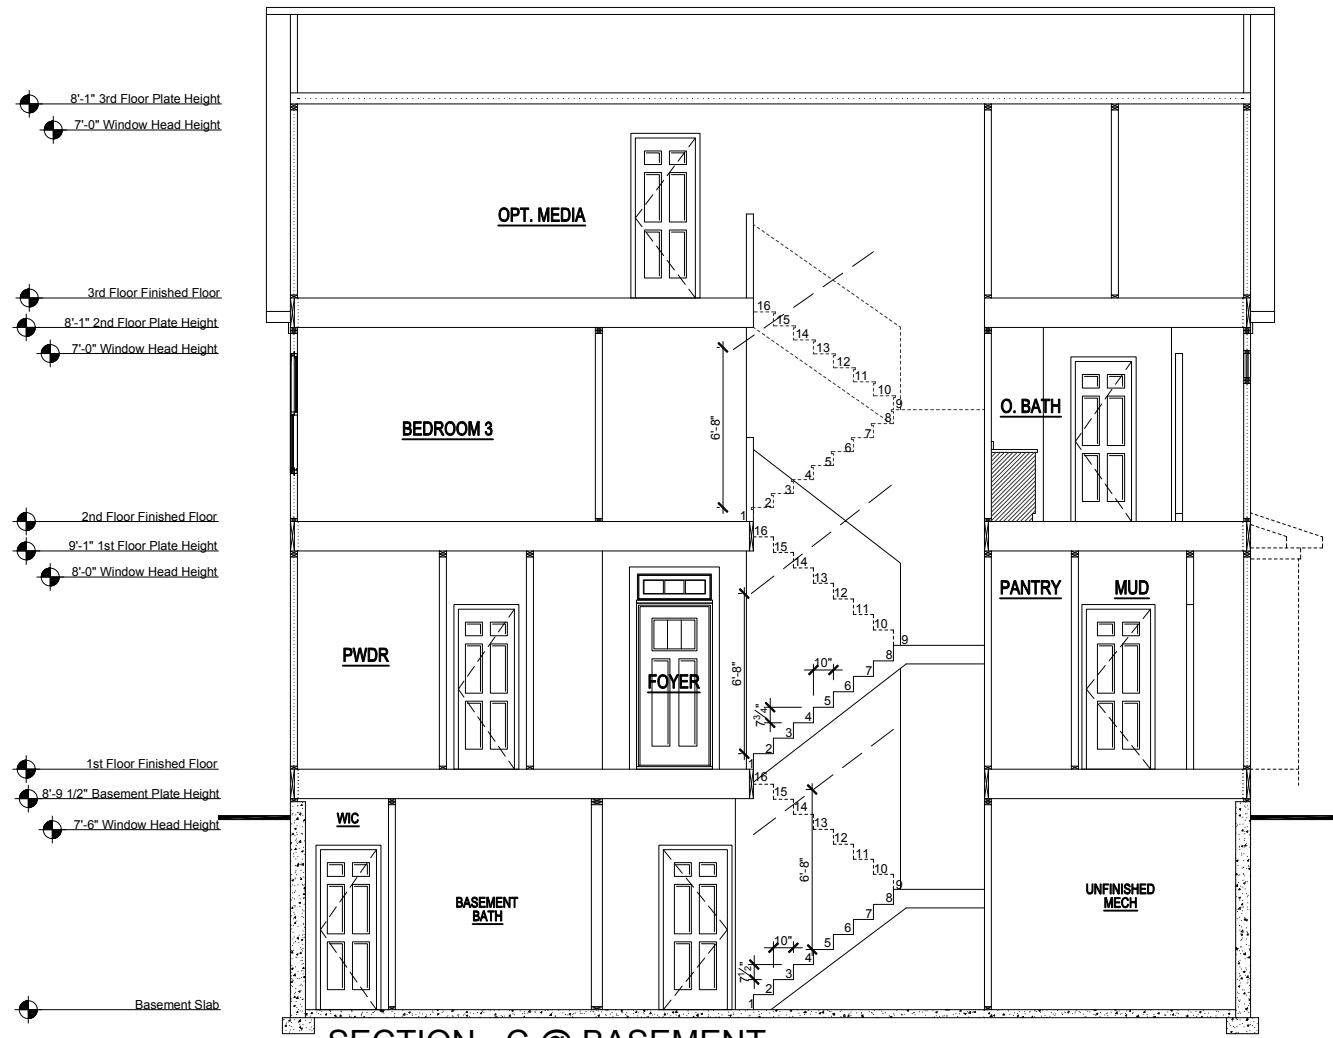 8'-1" 3rd Floor Plate Height
7'-0" Window Head Height
OPT. MEDIA
3rd Floor Finished Floor
8'-1" 2nd Floor Plate Height
7'-0" Window Head Height
16
15
14
13
12
11
10
9
8
7
6
5
4
3
2
1
6'-8"
BEDROOM 3
O. BATH
2nd Floor Finished Floor
9'-1" 1st Floor Plate Height
8'-0" Window Head Height
16
15
14
13
12
11
10
9
8
7
6
5
4
3
2
1
10"
7 3/4"
6'-8"
PWDR
FOYER
PANTRY
MUD
1st Floor Finished Floor
8'-9 1/2" Basement Plate Height
7'-6" Window Head Height
16
15
14
13
12
11
10
9
8
7
6
5
4
3
2
1
6'-8"
10"
7 1/2"
WIC
BASEMENT
BATH
UNFINISHED
MECH
Basement Slab
SECTION - C @ BASEMENT